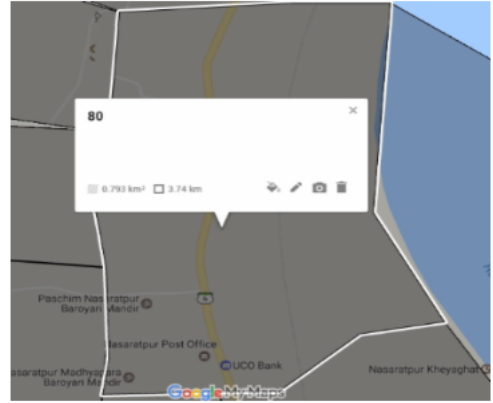 80
0.793 km² 3.74 km
6
Paschim Nasaratpur
Baroyari Mandir
Nasaratpur Post Office
UCO Bank
Nasaratpur Madhyapara
Baroyari Mandir
Nasaratpur Kheyaghat
Google My Maps